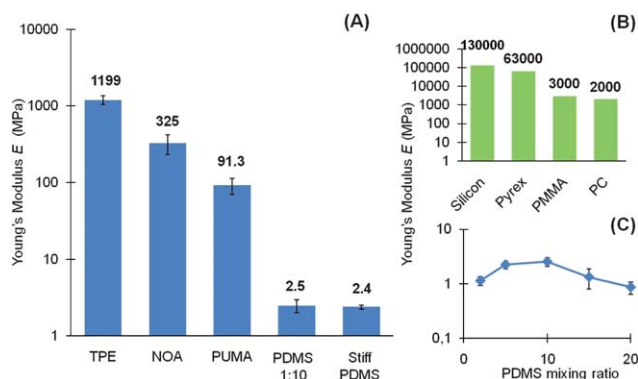 (A)
Young's Modulus E (MPa)
1000
100
10
1
1199
325
91.3
2.5
2.4
TPE
NOA
PUMA
PDMS
1:10
Stiff
PDMS
(B)
Young's Modulus E (MPa)
1000000
100000
10000
1000
100
10
1
130000
63000
3000
2000
Silicon
Pyrex
PMMA
PC
(C)
10
1
0,1
0
10
20
PDMS mixing ratio